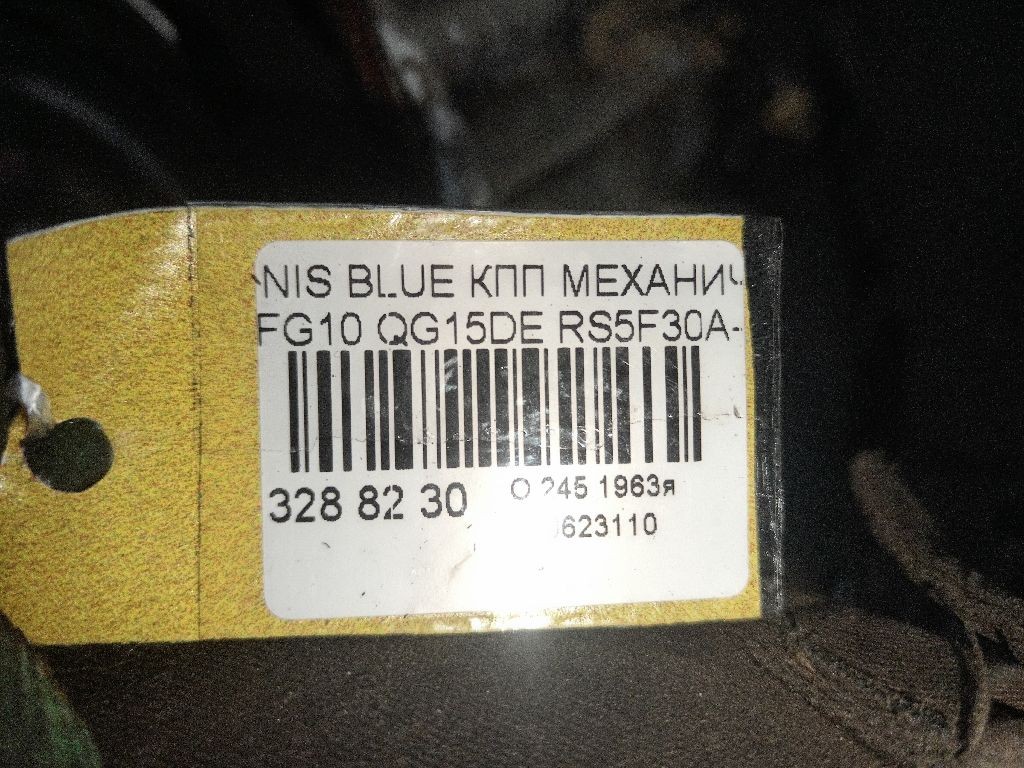 NIS BLUE КПП МЕХАНИЧ
FG10 QG15DE RS5F30A-
328 82 30
О 245 1963я
623110